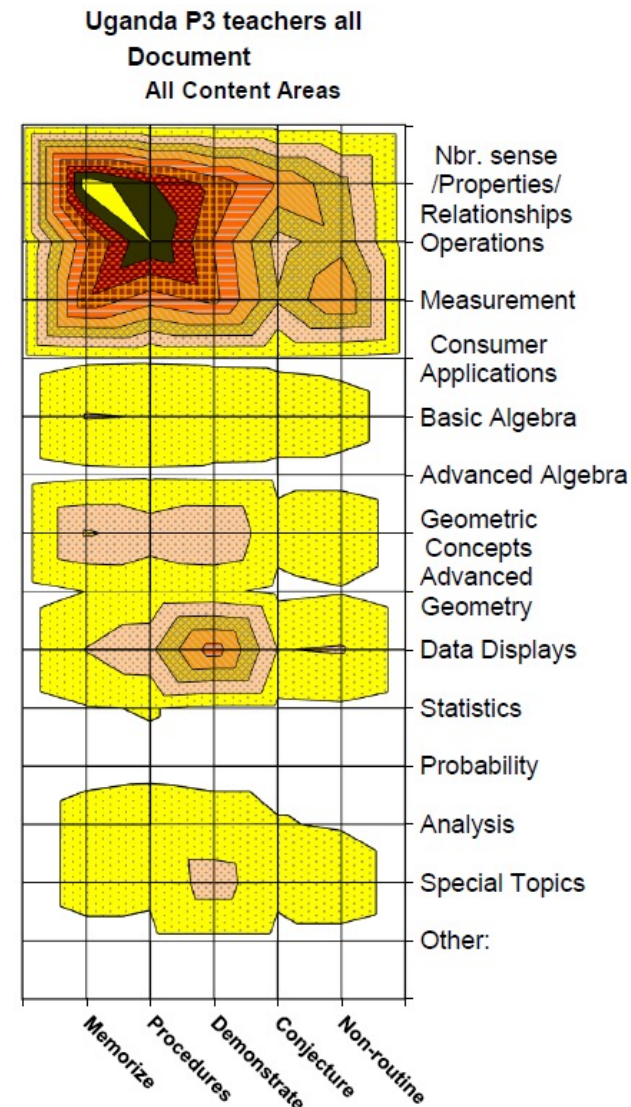 Uganda P3 teachers all
Document
All Content Areas
Nbr. sense
/Properties/
Relationships
Operations
Measurement
Consumer
Applications
Basic Algebra
Advanced Algebra
Geometric
Concepts
Advanced
Geometry
Data Displays
Statistics
Probability
Analysis
Special Topics
Other:
Memorize
Procedures
Demonstrate
Conjecture
Non-routine